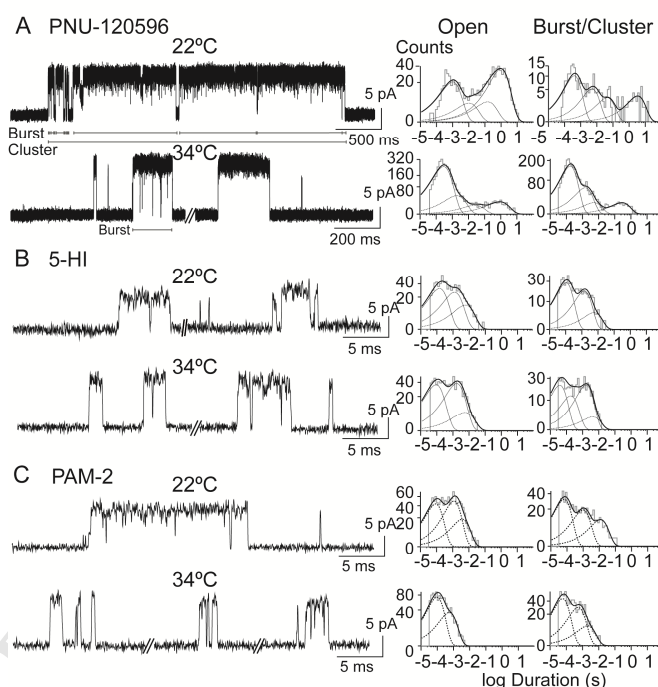 A PNU-120596 Open Burst/Cluster
22ºC Counts
40 20 0
15 10 5 0
5 pA
500 ms
Burst
Cluster
-5-4-3-2-1 0 1
-5 -4-3-2-1 0 1
34ºC
320 160 80 0
200 80 0
5 pA
200 ms
Burst
-5-4-3-2-1 0 1
-5-4-3-2-1 0 1
B 5-HI
22ºC
40 20 0
30 10 0
5 pA
5 ms
-5-4-3-2-1 0 1
-5-4-3-2-1 0 1
34ºC
40 20 0
30 10 0
5 pA
5 ms
-5-4-3-2-1 0 1
-5-4-3-2-1 0 1
C PAM-2
22ºC
60 40 20 0
40 20 0
5 pA
5 ms
-5-4-3-2-1 0 1
-5-4-3-2-1 0 1
34ºC
80 40 0
40 20 0
5 pA
5 ms
-5-4-3-2-1 0 1
-5-4-3-2-1 0 1
log Duration (s)